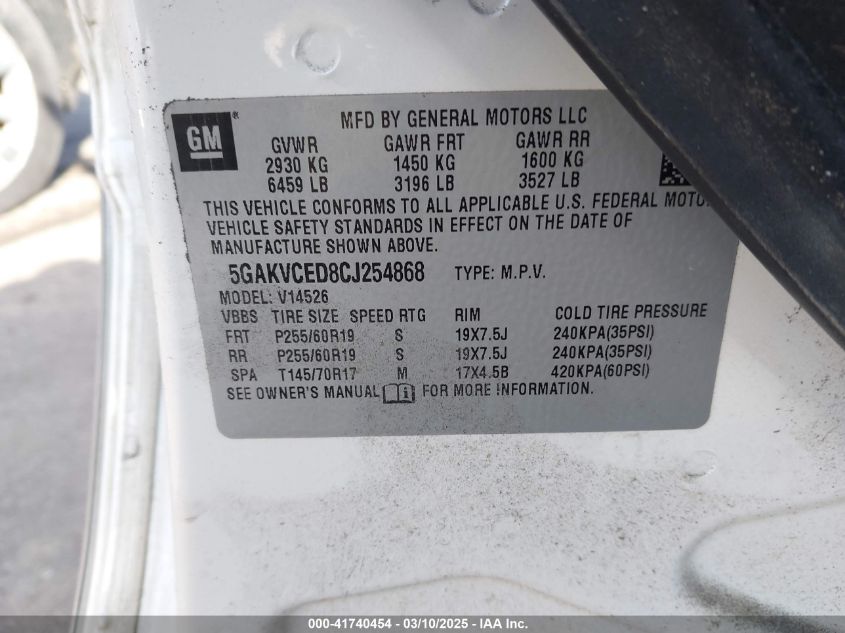 GM
MFD BY GENERAL MOTORS LLC
GVWR GAWR FRT GAWR RR
2930 KG 1450 KG 1600 KG
6459 LB 3196 LB 3527 LB
THIS VEHICLE CONFORMS TO ALL APPLICABLE U.S. FEDERAL MOTO
VEHICLE SAFETY STANDARDS IN EFFECT ON THE DATE OF
MANUFACTURE SHOWN ABOVE.
5GAKVCED8CJ254868 TYPE: M.P.V.
MODEL: V14526
VBBS TIRE SIZE SPEED RTG RIM COLD TIRE PRESSURE
FRT P255/60R19 S 19X7.5J 240KPA(35PSI)
RR P255/60R19 S 19X7.5J 240KPA(35PSI)
SPA T145/70R17 M 17X4.5B 420KPA(60PSI)
SEE OWNER'S MANUAL FOR MORE INFORMATION.
000-41740454 - 03/10/2025 - IAA Inc.